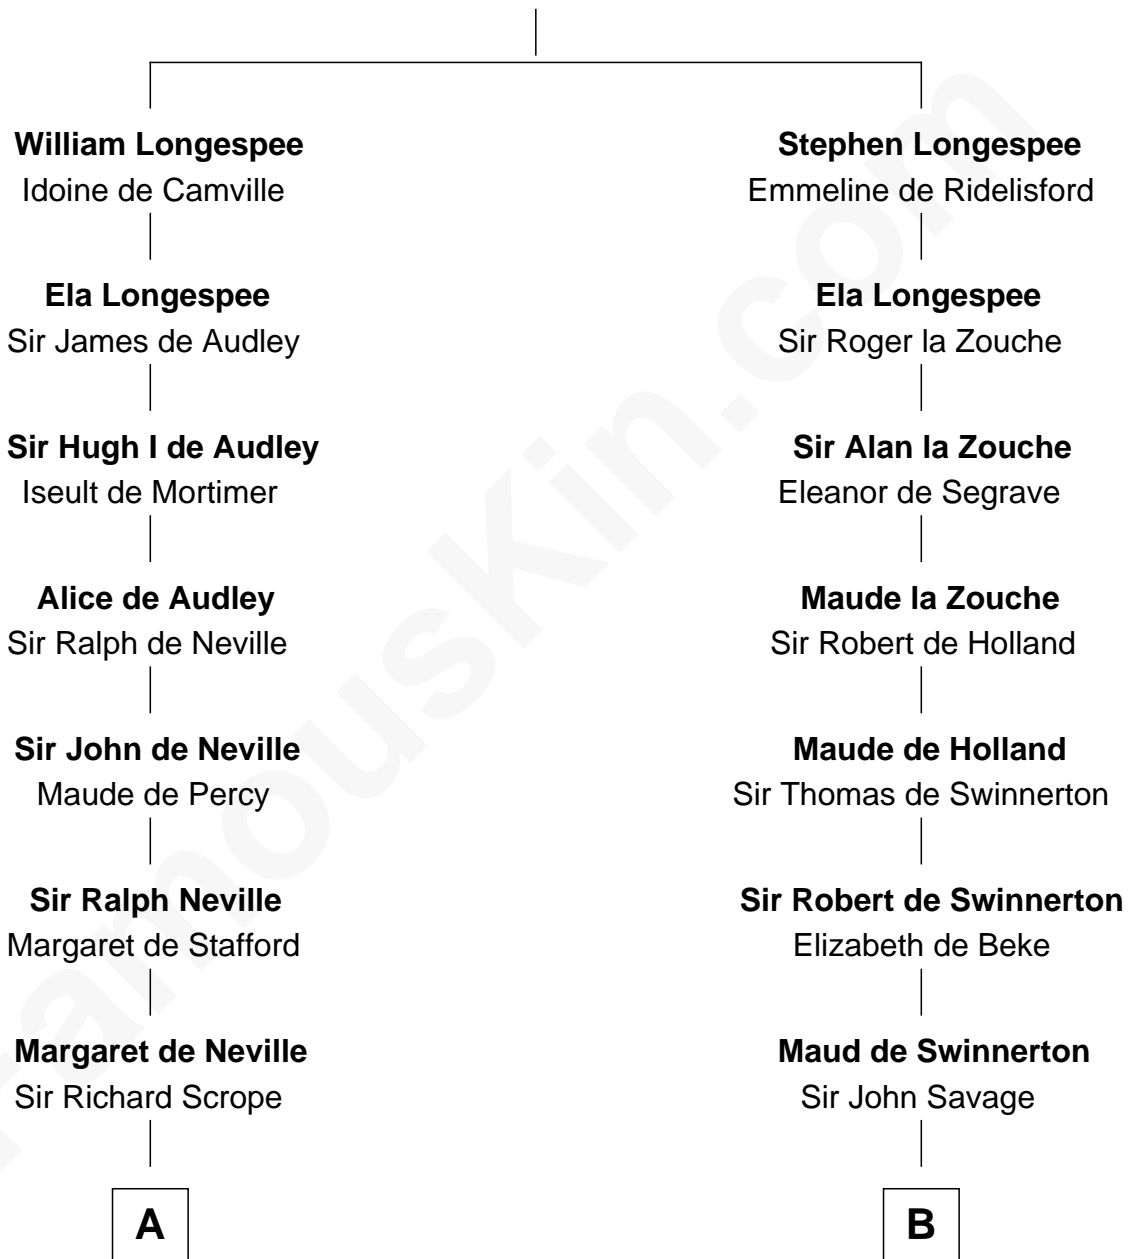 William Longespee
Idoine de Camville
Ela Longespee
Sir James de Audley
Sir Hugh I de Audley
Iseult de Mortimer
Alice de Audley
Sir Ralph de Neville
Sir John de Neville
Maude de Percy
Sir Ralph Neville
Margaret de Stafford
Margaret de Neville
Sir Richard Scrope
A
Stephen Longespee
Emmeline de Ridelisford
Ela Longespee
Sir Roger la Zouche
Sir Alan la Zouche
Eleanor de Segrave
Maude la Zouche
Sir Robert de Holland
Maude de Holland
Sir Thomas de Swinnerton
Sir Robert de Swinnerton
Elizabeth de Beke
Maud de Swinnerton
Sir John Savage
B
FamousKin.com